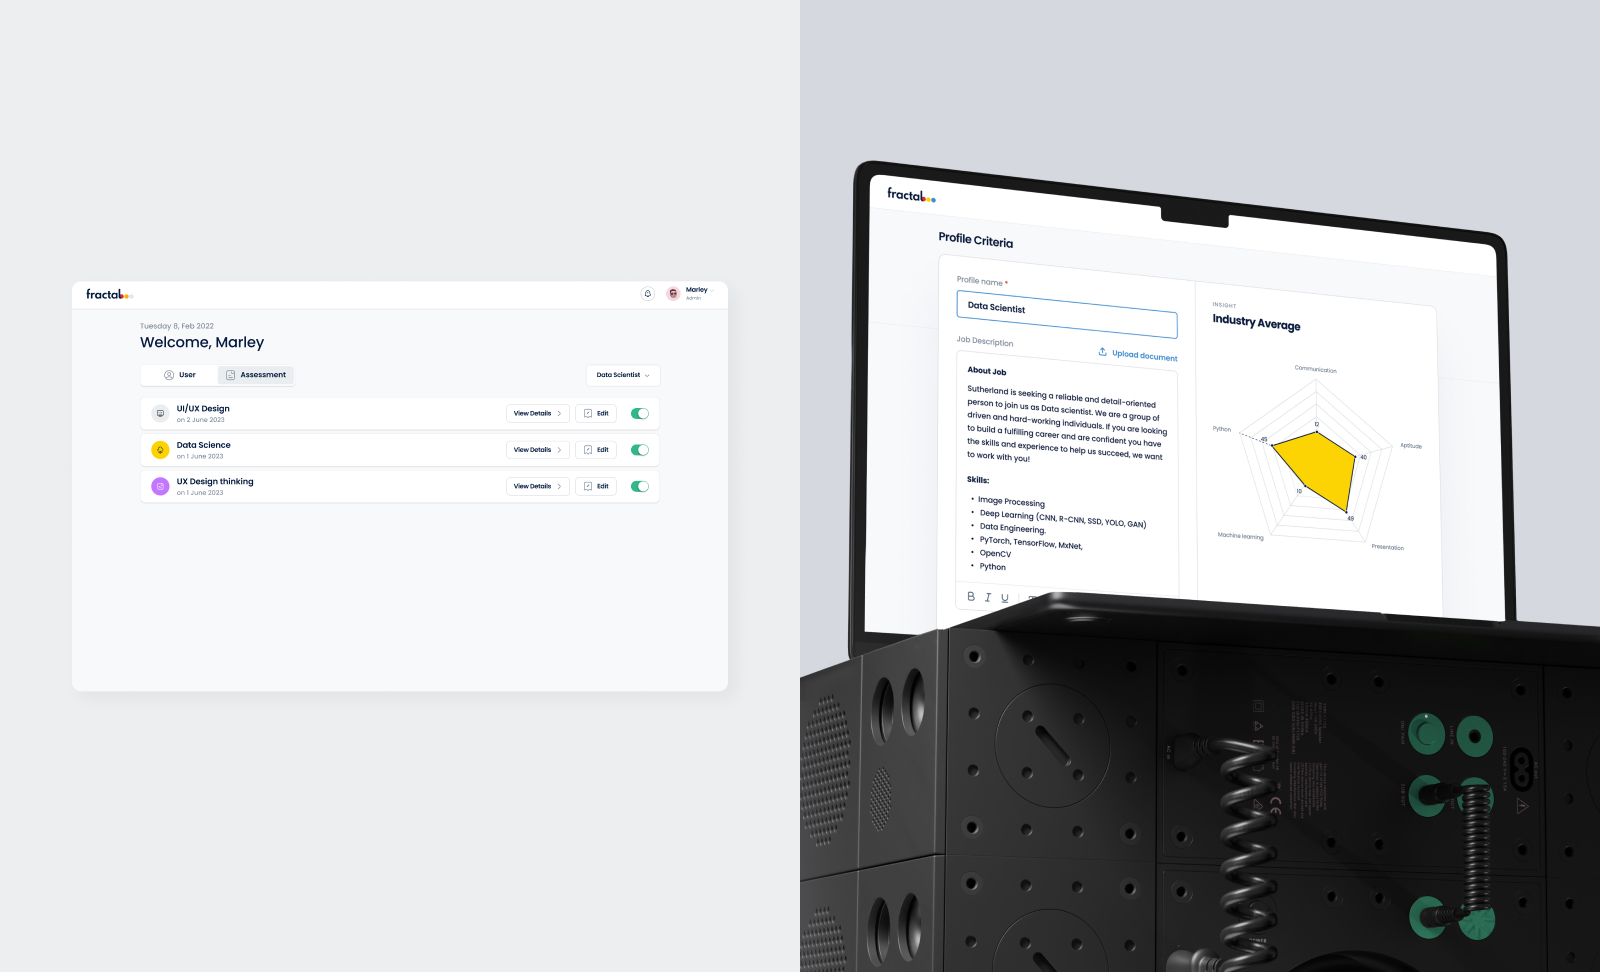 fractal
Marley
Admin
Tuesday 8, Feb 2022
Welcome, Marley
User
Assessment
Data Scientist
UI/UX Design
on 2 June 2023
View Details
Edit
Data Science
on 1 June 2023
View Details
Edit
UX Design thinking
on 1 June 2023
View Details
Edit
fractal
Profile Criteria
Profile name *
Data Scientist
Job Description
Upload document
About Job
Sutherland is seeking a reliable and detail-oriented
person to join us as Data scientist. We are a group of
driven and hard-working individuals. If you are looking
to build a fulfilling career and are confident you have
the skills and experience to help us succeed, we want
to work with you!
Skills:
• Image Processing
• Deep Learning (CNN, R-CNN, SSD, YOLO, GAN)
• Data Engineering.
• PyTorch, TensorFlow, MxNet,
• OpenCV
• Python
B I U
INSIGHT
Industry Average
Communication
Python
Aptitude
Machine learning
Presentation
12
40
49
10
45
CE